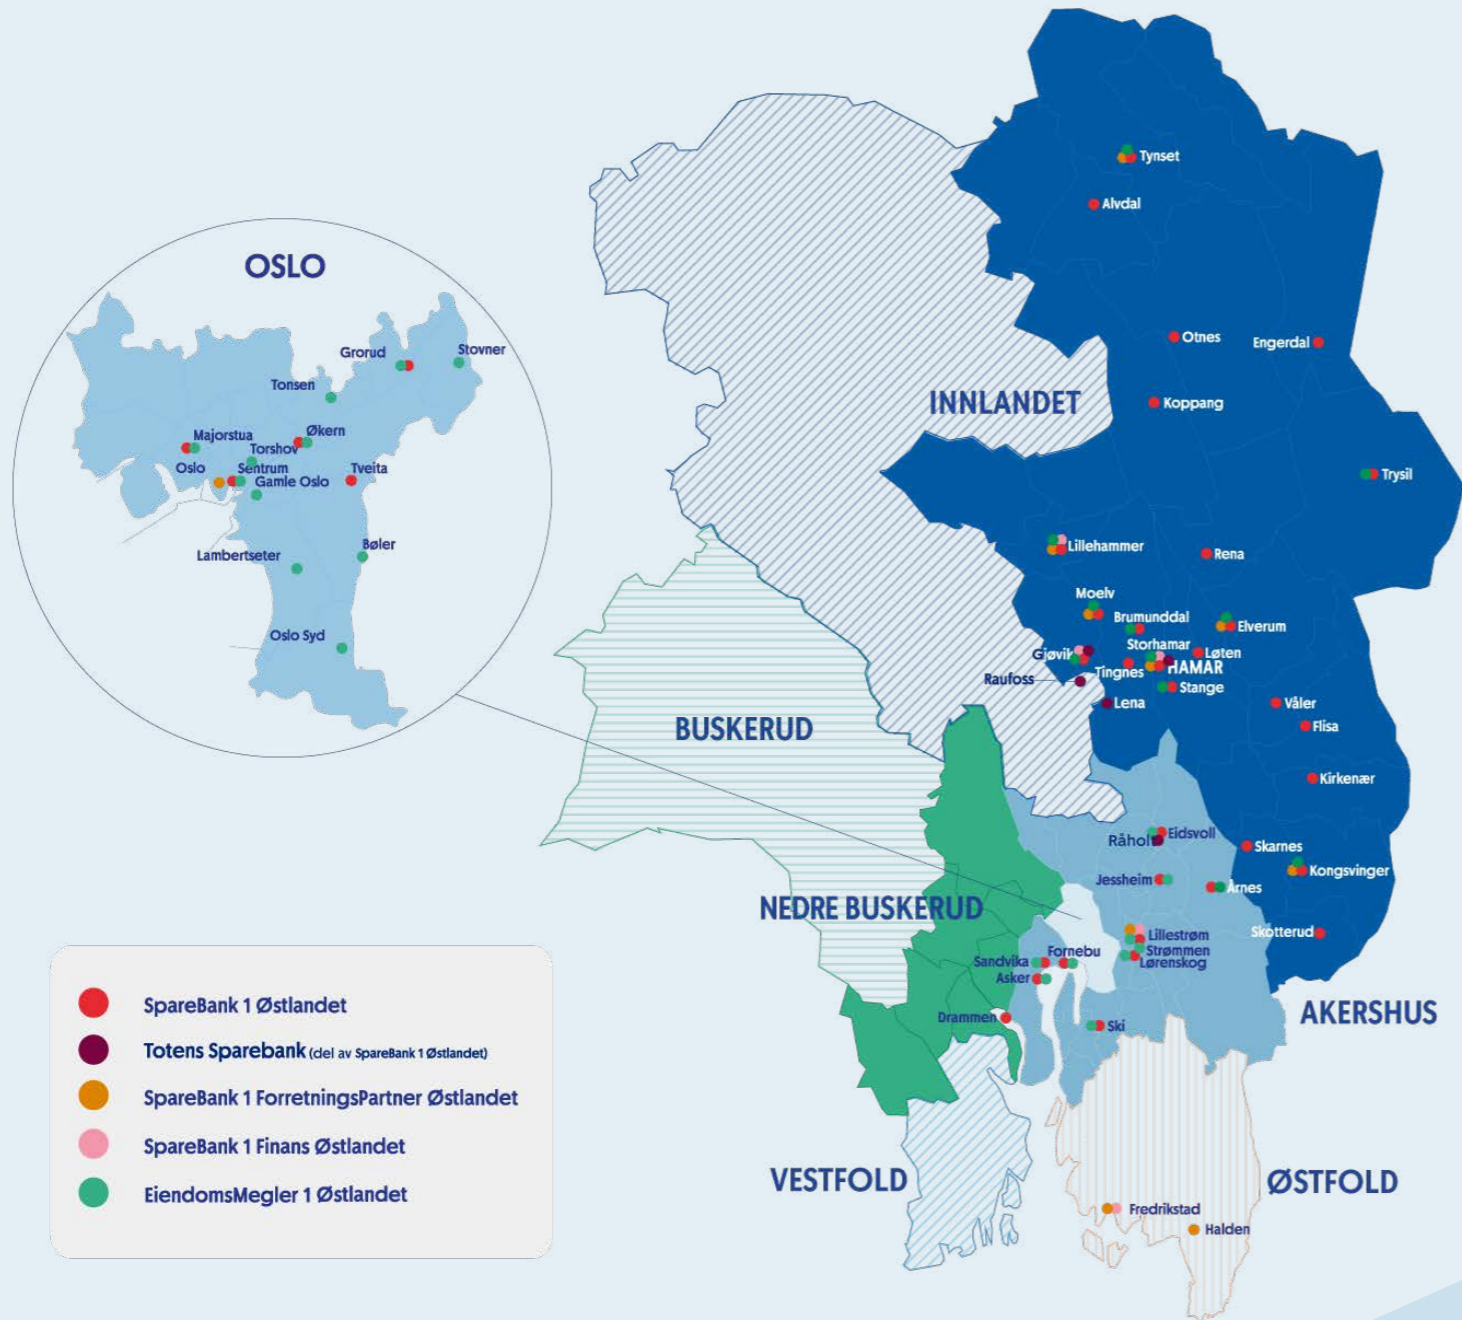 OSLO
Grorud
Stovner
Tonsen
Majorstua
Økern
Torshov
Oslo
Sentrum
Tveita
Gamle Oslo
Lambertseter
Bøler
Oslo Syd
Tynset
Alvdal
Otnes
Engerdal
INNLANDET
Koppang
Trysil
Lillehammer
Rena
Moelv
Brumunddal
Elverum
Storhamar
Gjøvik
Løten
Tingnes
HAMAR
Raufoss
Stange
Lena
Våler
Flisa
BUSKERUD
Kirkenær
Eidsvoll
Råholt
Skarnes
Jessheim
Kongsvinger
Årnes
NEDRE BUSKERUD
Lillestrøm
Skotterud
Strømmen
Fornebu
Sandvika
Lørenskog
Asker
AKERSHUS
Drammen
Ski
VESTFOLD
ØSTFOLD
Fredrikstad
Halden
SpareBank 1 Østlandet
Totens Sparebank (del av SpareBank 1 Østlandet)
SpareBank 1 ForretningsPartner Østlandet
SpareBank 1 Finans Østlandet
EiendomsMegler 1 Østlandet